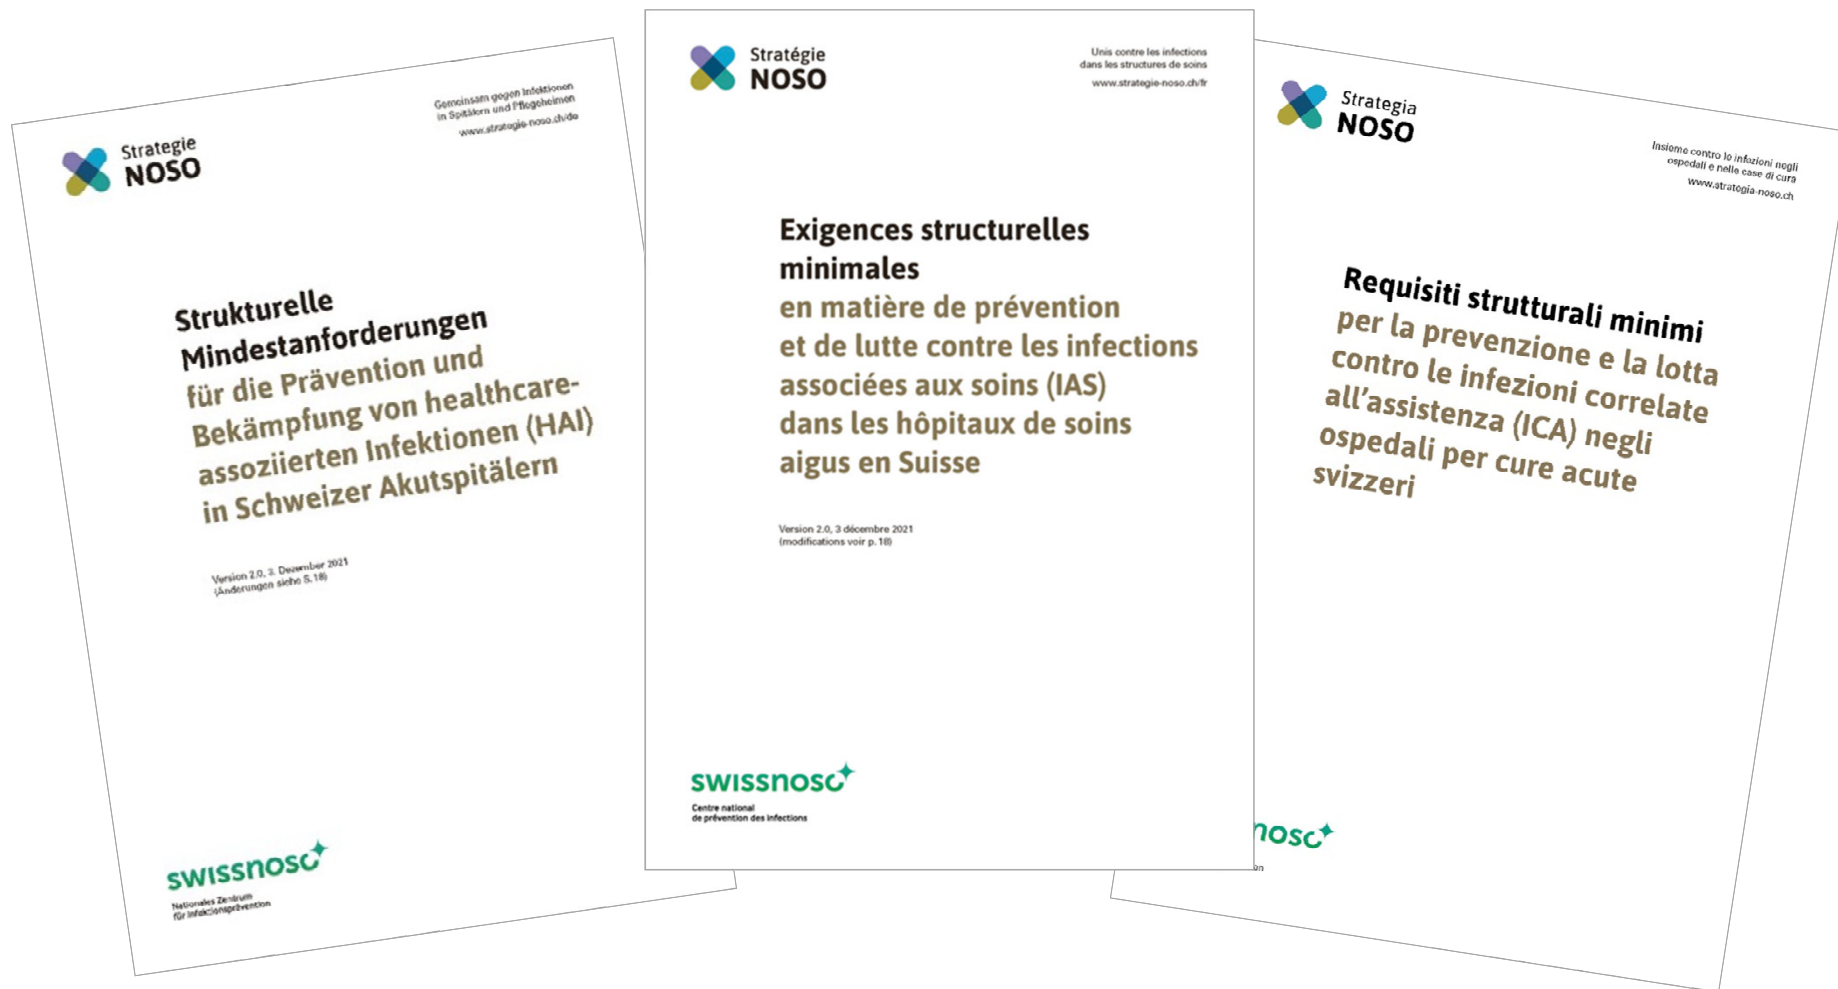 Strategie
NOSO
Gemeinsam gegen Infektionen
in Spitälern und Pflegeheimen
www.strategie-noso.ch/de
Strukturelle
Mindestanforderungen
für die Prävention und
Bekämpfung von healthcare-
assoziierten Infektionen (HAI)
in Schweizer Akutspitälern
Version 2.0, 3. Dezember 2021
(Änderungen siehe S. 18)
swissnoso
Nationales Zentrum
für Infektionsprävention
Stratégie
NOSO
Unis contre les infections
dans les structures de soins
www.strategie-noso.ch/fr
Exigences structurelles
minimales
en matière de prévention
et de lutte contre les infections
associées aux soins (IAS)
dans les hôpitaux de soins
aigus en Suisse
Version 2.0, 3 décembre 2021
(modifications voir p. 18)
swissnoso
Centre national
de prévention des infections
Strategia
NOSO
Insieme contro le infezioni negli
ospedali e nelle case di cura
www.strategia-noso.ch
Requisiti strutturali minimi
per la prevenzione e la lotta
contro le infezioni correlate
all'assistenza (ICA) negli
ospedali per cure acute
svizzeri
noso